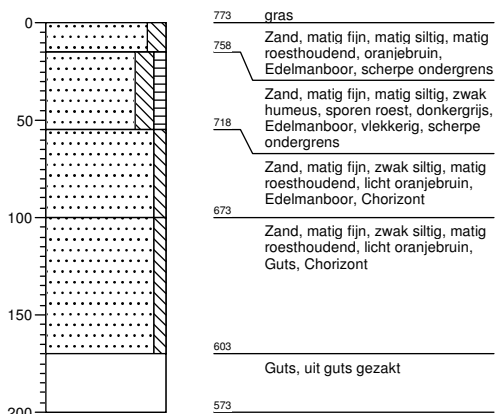 0
773
gras
Zand, matig fijn, matig siltig, matig
roesthoudend, oranjebruin,
Edelmanboor, scherpe ondergrens
758
Zand, matig fijn, matig siltig, zwak
humeus, sporen roest, donkergrijs,
Edelmanboor, vlekkerig, scherpe
ondergrens
50
718
Zand, matig fijn, zwak siltig, matig
roesthoudend, licht oranjebruin,
Edelmanboor, Chorizont
100
673
Zand, matig fijn, zwak siltig, matig
roesthoudend, licht oranjebruin,
Guts, Chorizont
150
603
Guts, uit guts gezakt
200
573